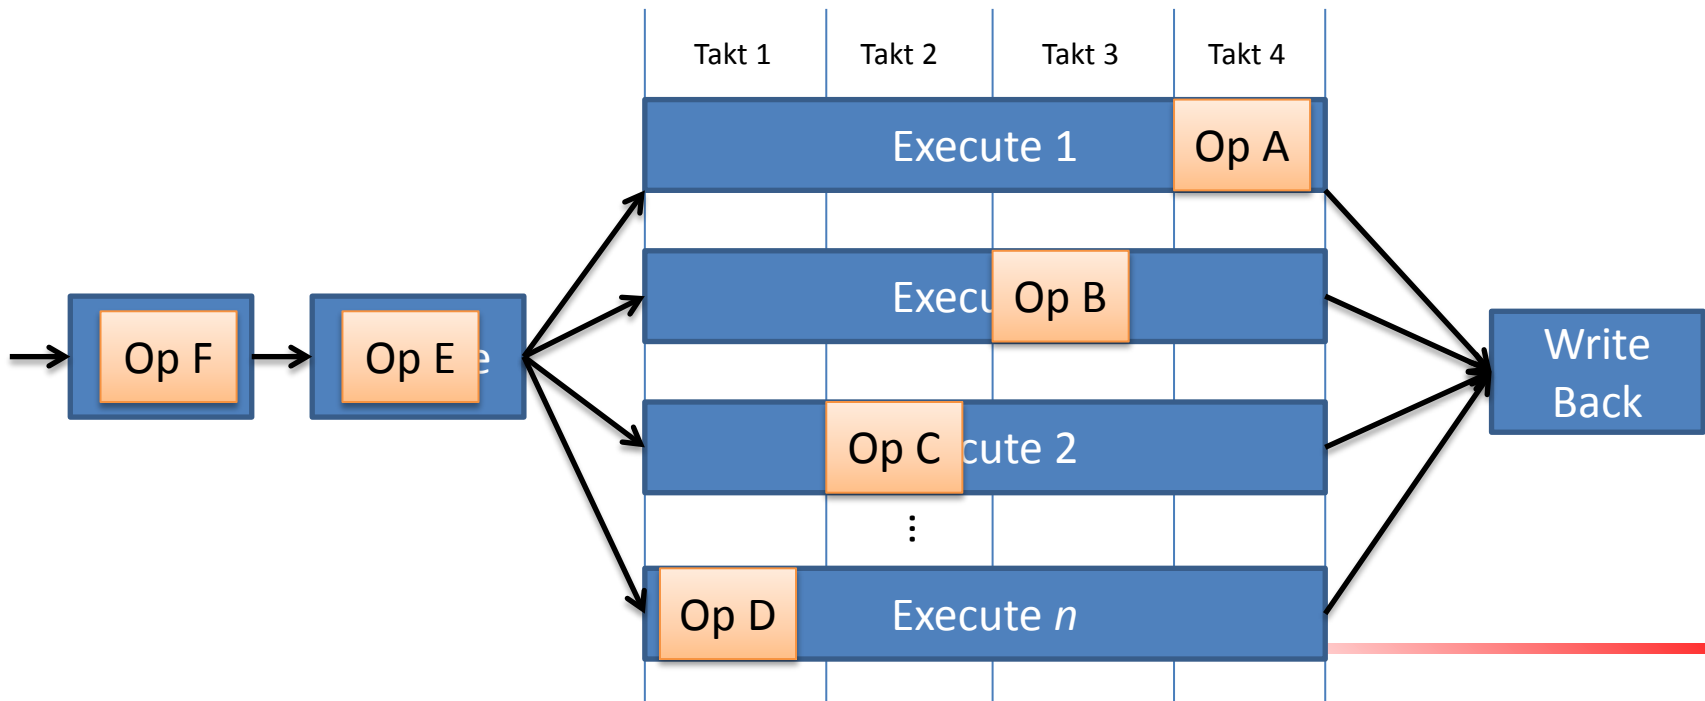 Takt 1
Takt 2
Takt 3
Takt 4
Execute 1
Op A
Op B
Op F
Op E
Write
Back
Op C
cute 2
⋮
Op D
Execute n